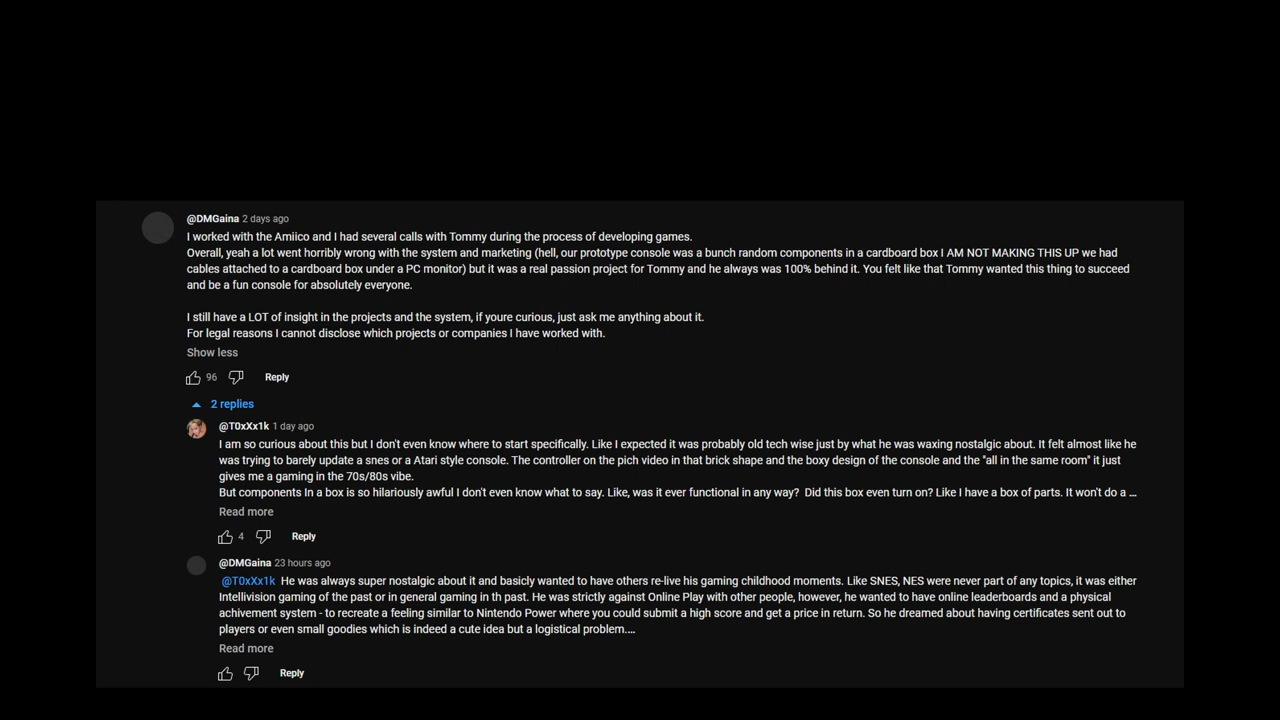 @DMGaina 2 days ago
I worked with the Amiico and I had several calls with Tommy during the process of developing games.
Overall, yeah a lot went horribly wrong with the system and marketing (hell, our prototype console was a bunch random components in a cardboard box I AM NOT MAKING THIS UP we had
cables attached to a cardboard box under a PC monitor) but it was a real passion project for Tommy and he always was 100% behind it. You felt like that Tommy wanted this thing to succeed
and be a fun console for absolutely everyone.
I still have a LOT of insight in the projects and the system, if youre curious, just ask me anything about it.
For legal reasons I cannot disclose which projects or companies I have worked with.
Show less
96 Reply
2 replies
@T0xXx1k 1 day ago
I am so curious about this but I don't even know where to start specifically. Like I expected it was probably old tech wise just by what he was waxing nostalgic about. It felt almost like he
was trying to barely update a snes or a Atari style console. The controller on the pich video in that brick shape and the boxy design of the console and the "all in the same room" it just
gives me a gaming in the 70s/80s vibe.
But components In a box is so hilariously awful I don't even know what to say. Like, was it ever functional in any way? Did this box even turn on? Like I have a box of parts. It won't do a ...
Read more
4 Reply
@DMGaina 23 hours ago
@T0xXx1k He was always super nostalgic about it and basicly wanted to have others re-live his gaming childhood moments. Like SNES, NES were never part of any topics, it was either
Intellivision gaming of the past or in general gaming in th past. He was strictly against Online Play with other people, however, he wanted to have online leaderboards and a physical
achivement system - to recreate a feeling similar to Nintendo Power where you could submit a high score and get a price in return. So he dreamed about having certificates sent out to
players or even small goodies which is indeed a cute idea but a logistical problem....
Read more
Reply